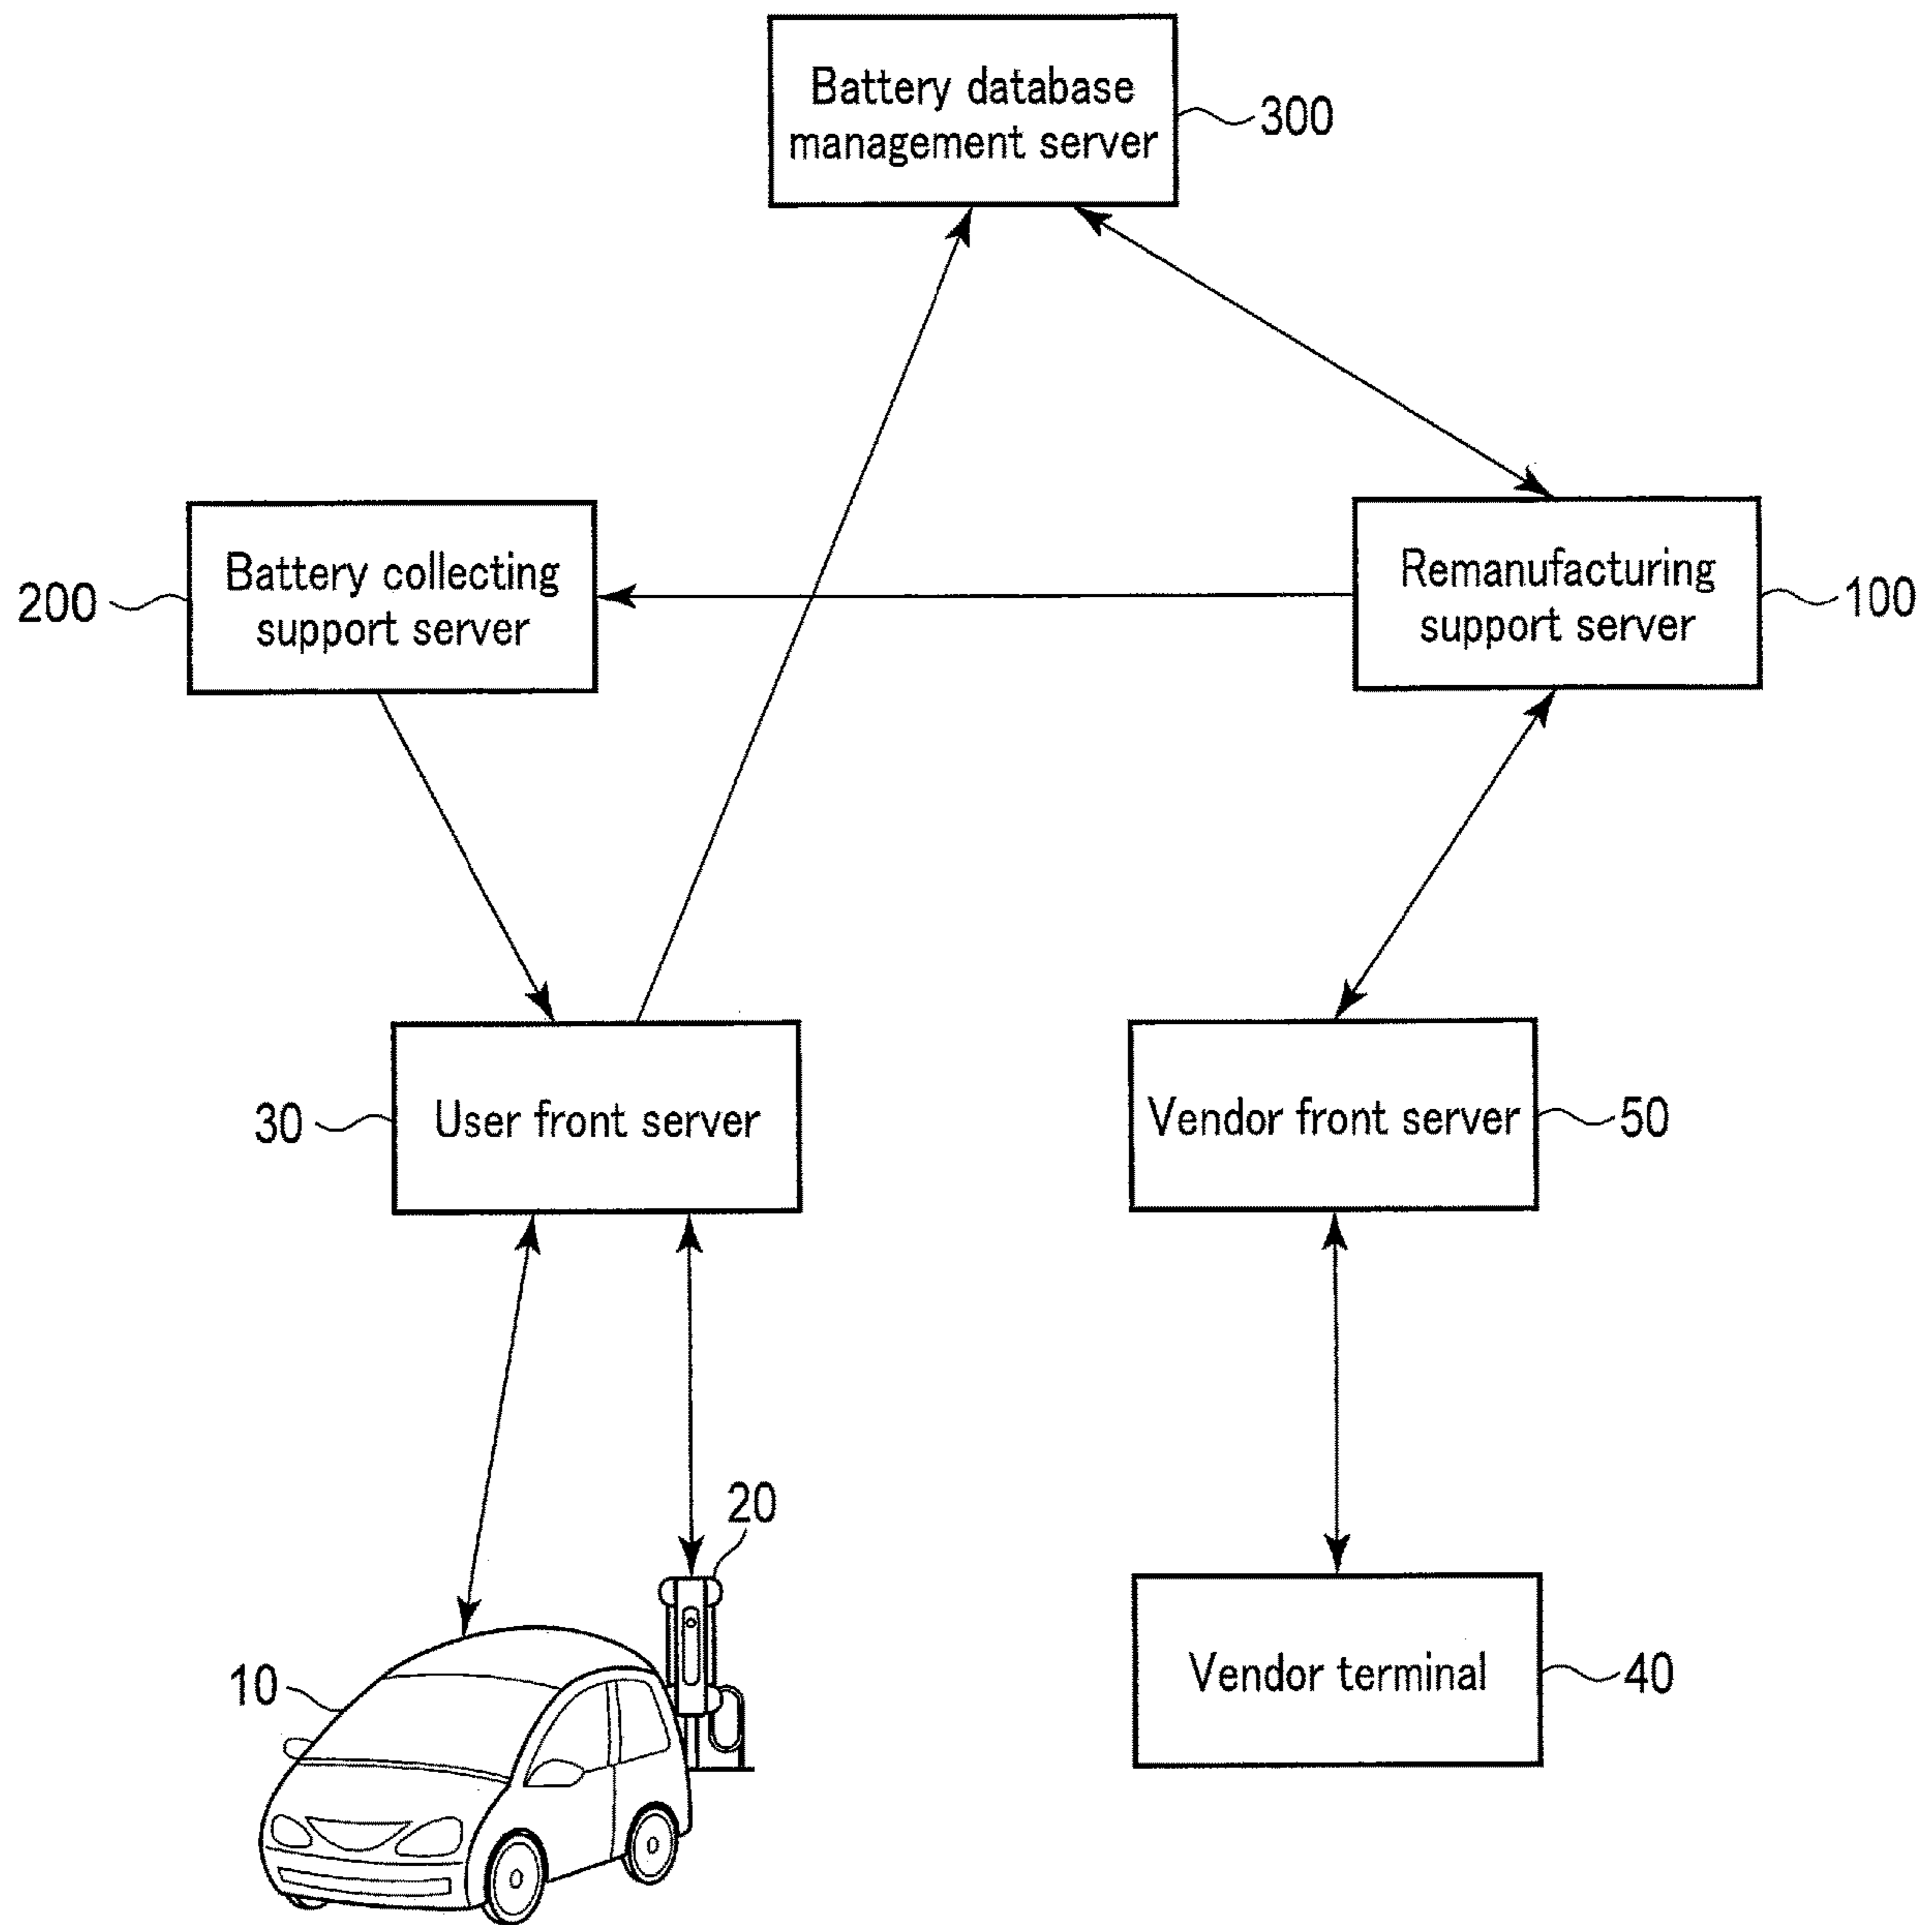 Battery database
management server
300
200
Battery collecting
support server
Remanufacturing
support server
100
30
User front server
Vendor front server
50
20
10
Vendor terminal
40